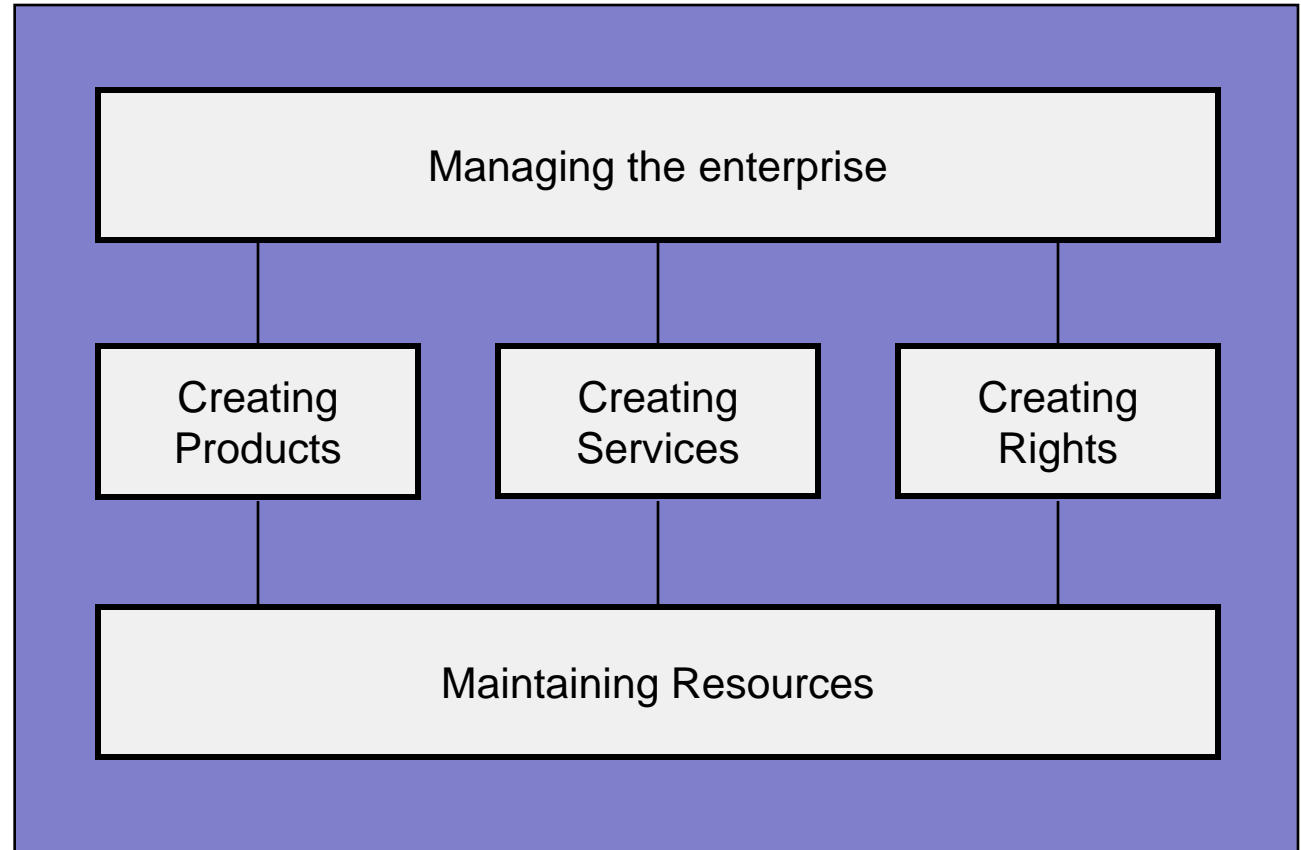 Managing the enterprise
Creating
Products
Creating
Services
Creating
Rights
Maintaining Resources